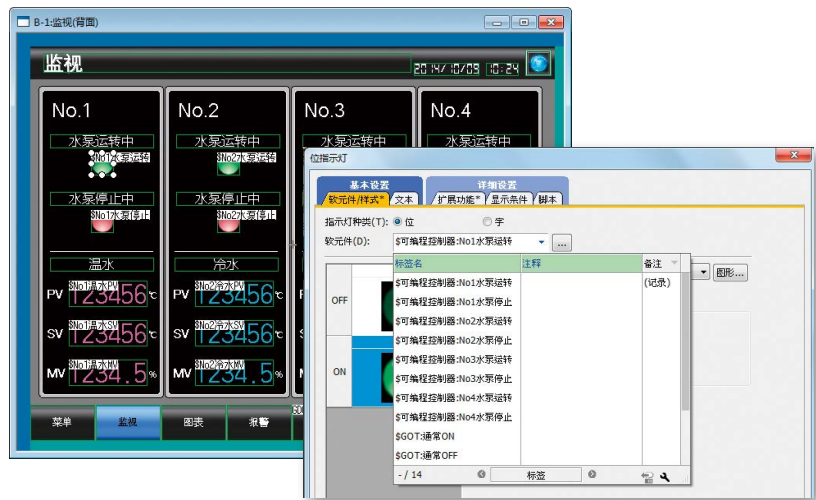 B-1:监视(背面)
监视
2014/10/09 10:24
No.1 No.2 No.3 No.4
水泵运转中 水泵运转中 水泵运转中 水泵运转中
$No1水泵运转 $No2水泵运转
水泵停止中 水泵停止中
$No1水泵停止 $No2水泵停止
温水 冷水
$No1温水PV $No2冷水PV
PV 123456 ℃ PV 123456 ℃
$No1温水SV $No2冷水SV
SV 123456 ℃ SV 123456 ℃
$No1温水MV $No2冷水MV
MV 1234.5 % MV 1234.5 %
菜单 监视 图表 报警
位指示灯
基本设置 详细设置
软元件/样式* 文本 扩展功能* 显示条件 脚本
指示灯种类(T): 位 字
软元件(D): $可编程控制器:No1水泵运转 ...
图形...
OFF
ON
标签名 注释 备注
$可编程控制器:No1水泵运转 (记录)
$可编程控制器:No1水泵停止
$可编程控制器:No2水泵运转
$可编程控制器:No2水泵停止
$可编程控制器:No3水泵运转
$可编程控制器:No3水泵停止
$可编程控制器:No4水泵运转
$可编程控制器:No4水泵停止
$GOT:通常ON
$GOT:通常OFF
- / 14 标签